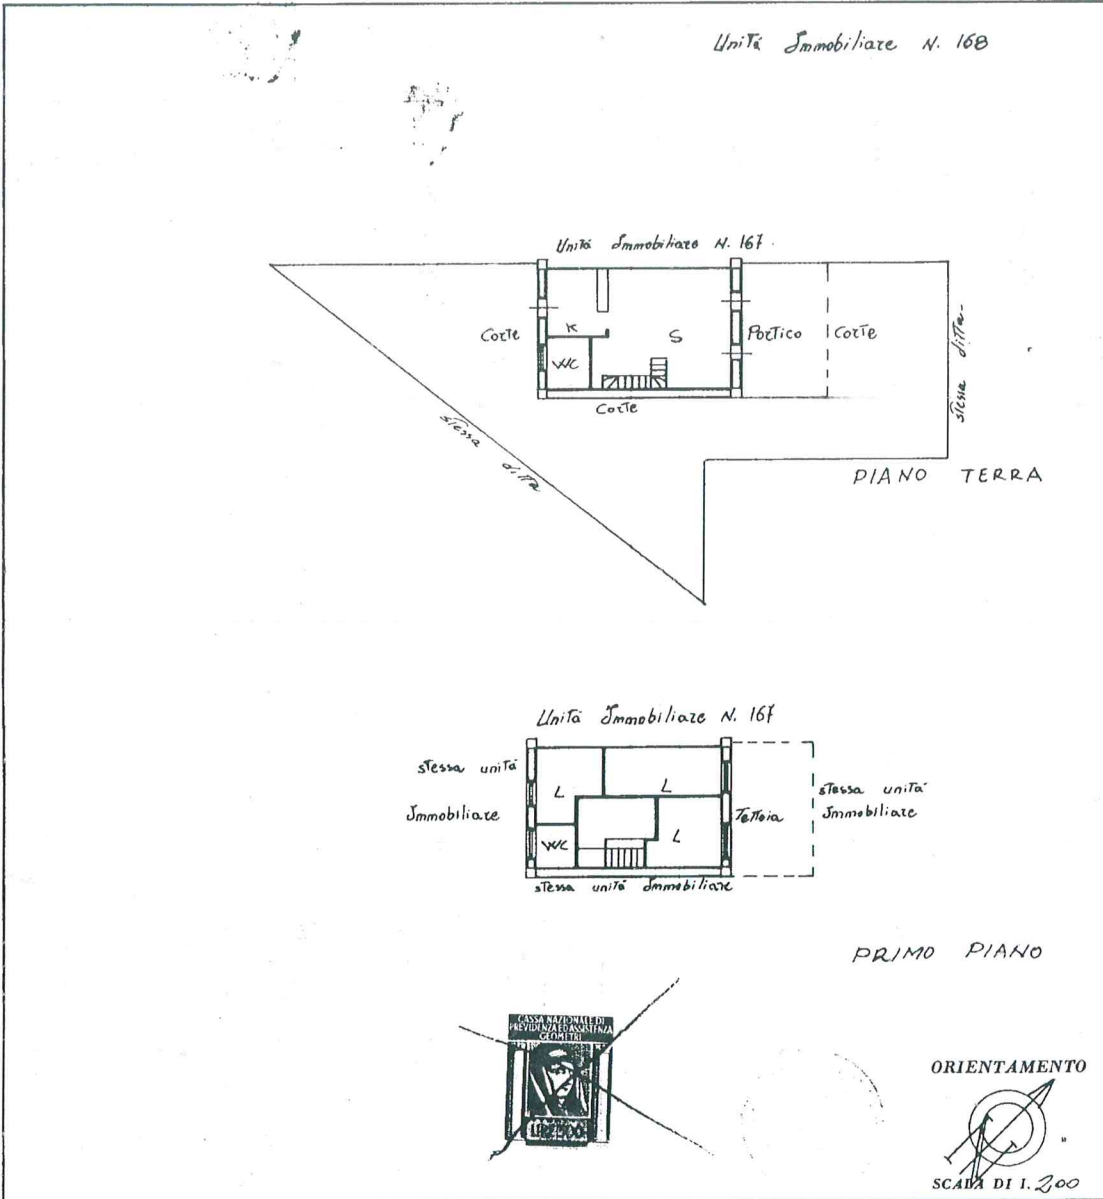 Unità Immobiliare N. 168
Unità Immobiliare N. 167.
Corte
K
S
Portico
Corte
stessa ditta
WC
Corte
stessa ditta
PIANO TERRA
Unità Immobiliare N. 167
stessa unità
Immobiliare
L
L
stessa unità
Immobiliare
Tettoia
WC
L
stessa unità Immobiliare
PRIMO PIANO
CASSA NAZIONALE DI
PREVIDENZA ED ASSISTENZA
GEOMETRI
ORIENTAMENTO
SCALA DI 1.200